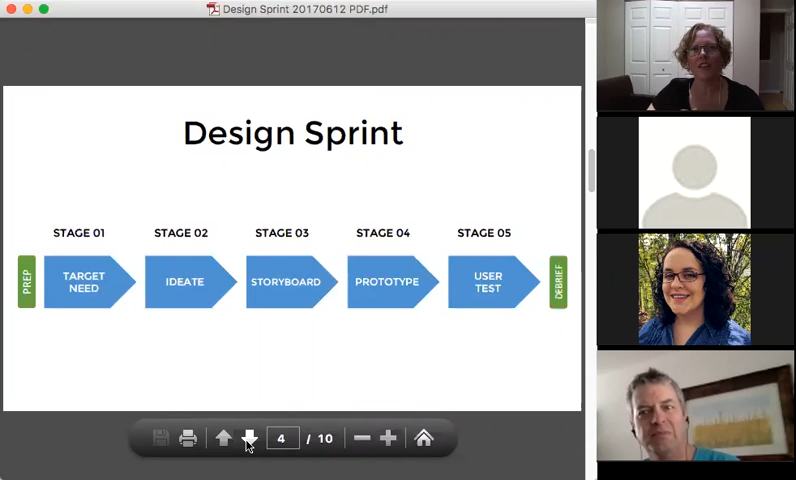 Design Sprint 20170612 PDF.pdf
Design Sprint
STAGE 01
STAGE 02
STAGE 03
STAGE 04
STAGE 05
PREP
TARGET
NEED
IDEATE
STORYBOARD
PROTOTYPE
USER
TEST
DEBRIEF
4 / 10